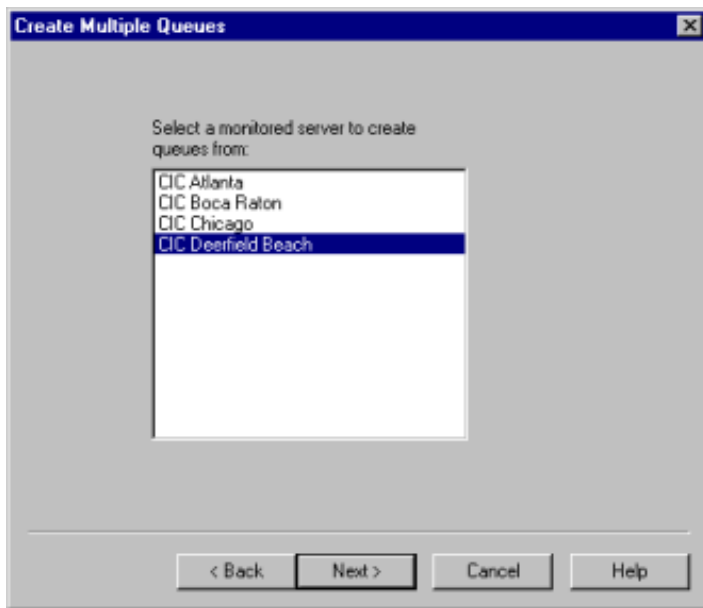 Create Multiple Queues
Select a monitored server to create
queues from:
CIC Atlanta
CIC Boca Raton
CIC Chicago
CIC Deerfield Beach
< Back
Next >
Cancel
Help